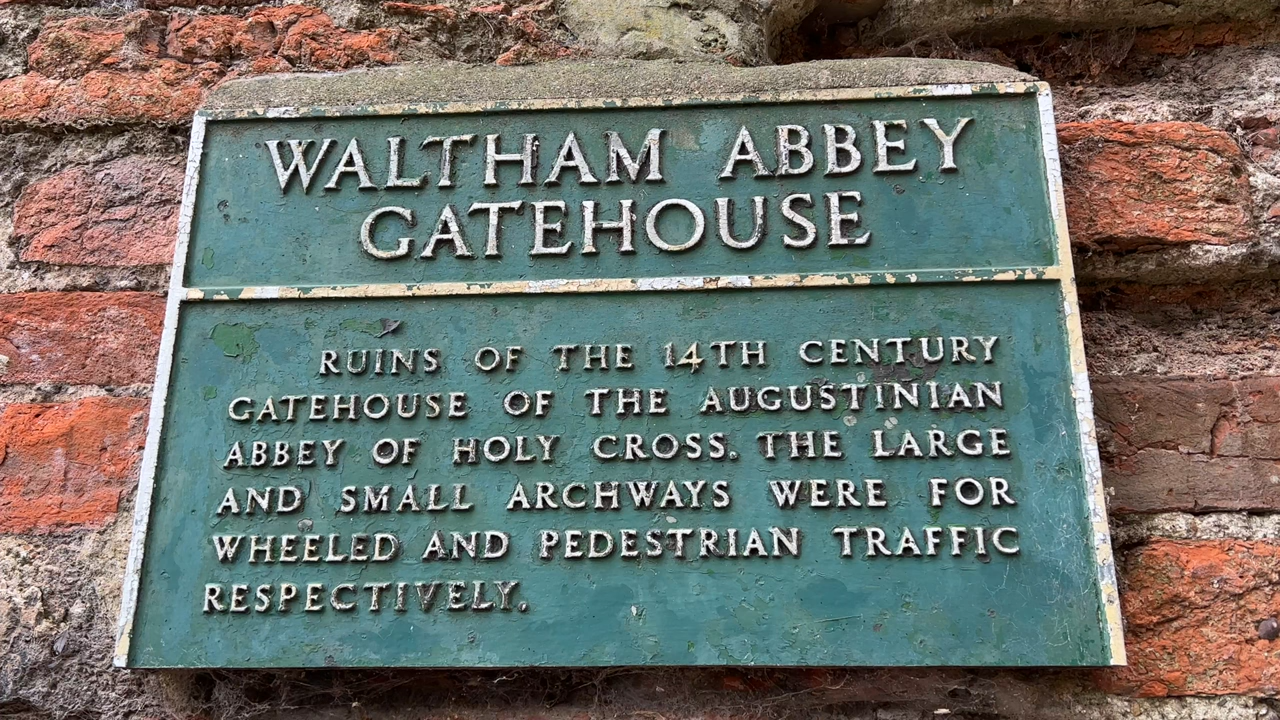 WALTHAM ABBEY
GATEHOUSE
RUINS OF THE 14TH CENTURY
GATEHOUSE OF THE AUGUSTINIAN
ABBEY OF HOLY CROSS. THE LARGE
AND SMALL ARCHWAYS WERE FOR
WHEELED AND PEDESTRIAN TRAFFIC
RESPECTIVELY.